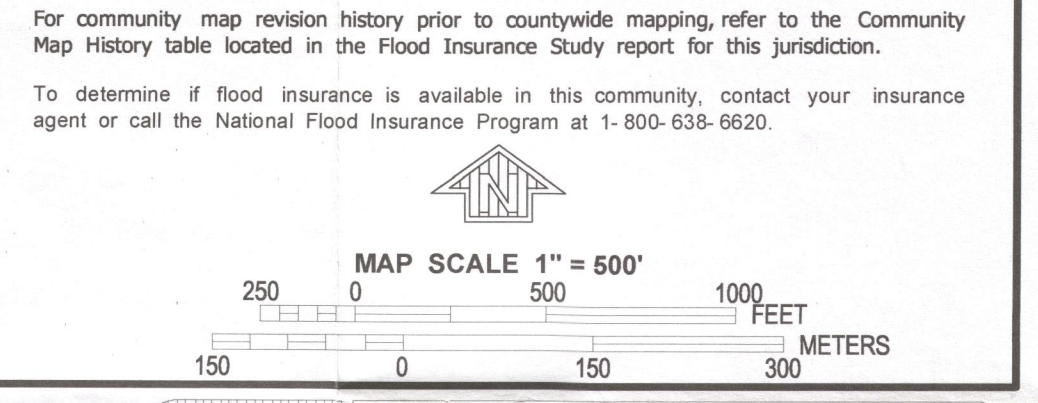 For community map revision history prior to countywide mapping, refer to the Community
Map History table located in the Flood Insurance Study report for this jurisdiction.
To determine if flood insurance is available in this community, contact your insurance
agent or call the National Flood Insurance Program at 1- 800- 638- 6620.
N
MAP SCALE 1" = 500'
250 0 500 1000
FEET
METERS
150 0 150 300